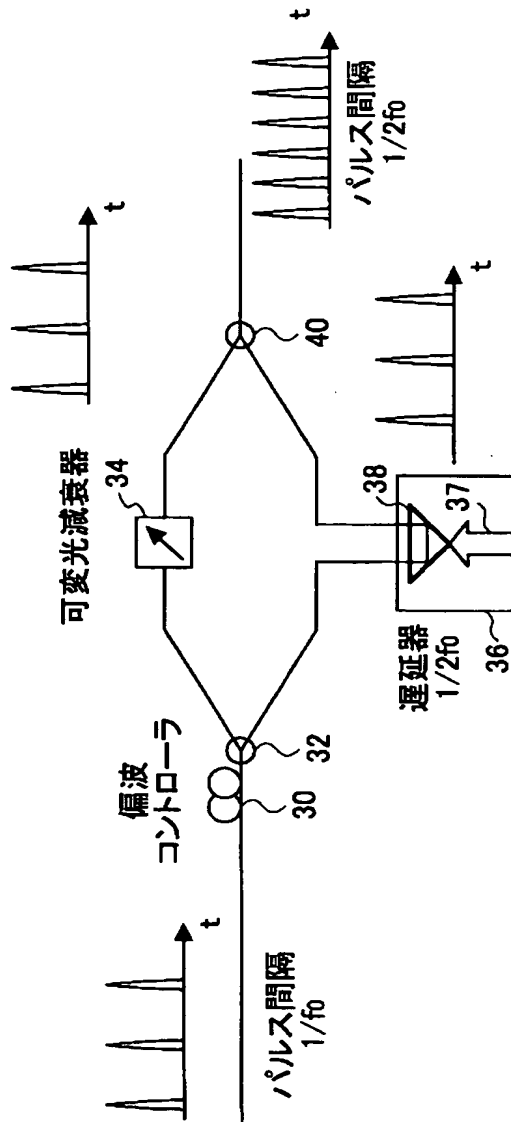 t
パルス間隔
1/f₀
偏波
コントローラ
30
32
可変光減衰器
34
t
遅延器
1/2f₀
36
37
38
t
40
t
パルス間隔
1/2f₀